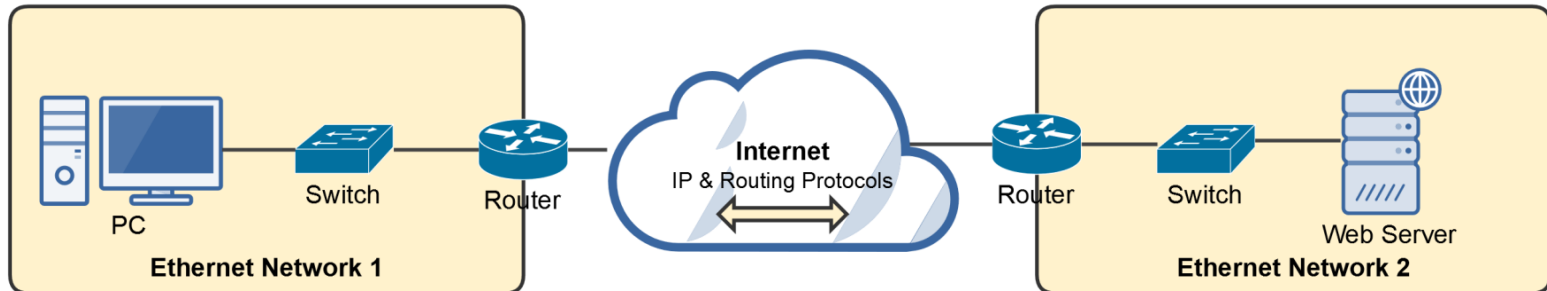 PC
Switch
Router
Ethernet Network 1
Internet
IP & Routing Protocols
Router
Switch
Web Server
Ethernet Network 2